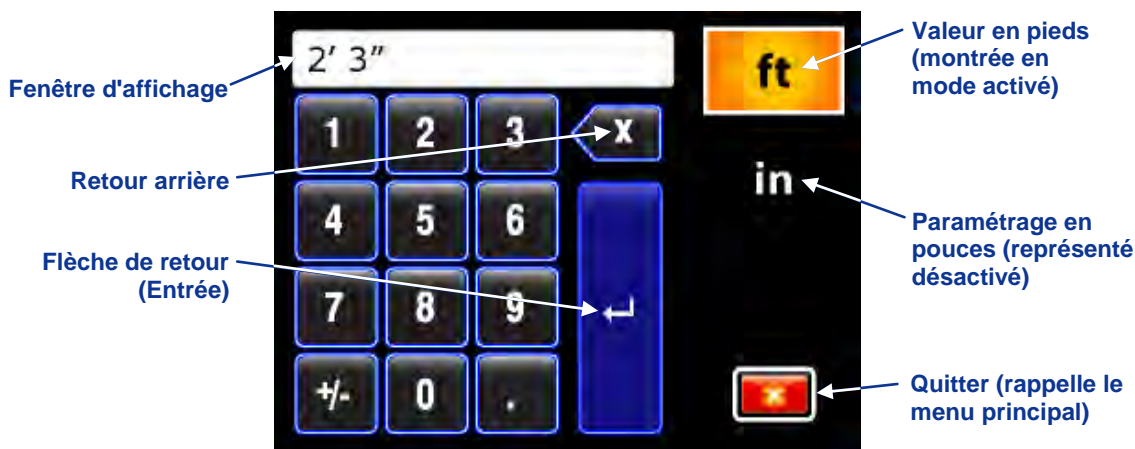 Fenêtre d'affichage
Retour arrière
Flèche de retour
(Entrée)
2' 3"
1 2 3 X
4 5 6
7 8 9
+/- 0 .
ft
in
Valeur en pieds
(montrée en
mode activé)
Paramétrage en
pouces (représenté
désactivé)
Quitter (rappelle le
menu principal)